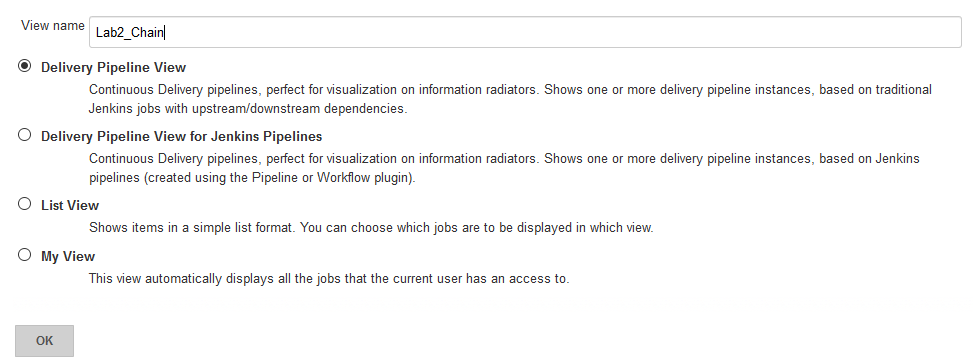 View name Lab2_Chain
Delivery Pipeline View
Continuous Delivery pipelines, perfect for visualization on information radiators. Shows one or more delivery pipeline instances, based on traditional
Jenkins jobs with upstream/downstream dependencies.
Delivery Pipeline View for Jenkins Pipelines
Continuous Delivery pipelines, perfect for visualization on information radiators. Shows one or more delivery pipeline instances, based on Jenkins
pipelines (created using the Pipeline or Workflow plugin).
List View
Shows items in a simple list format. You can choose which jobs are to be displayed in which view.
My View
This view automatically displays all the jobs that the current user has an access to.
OK